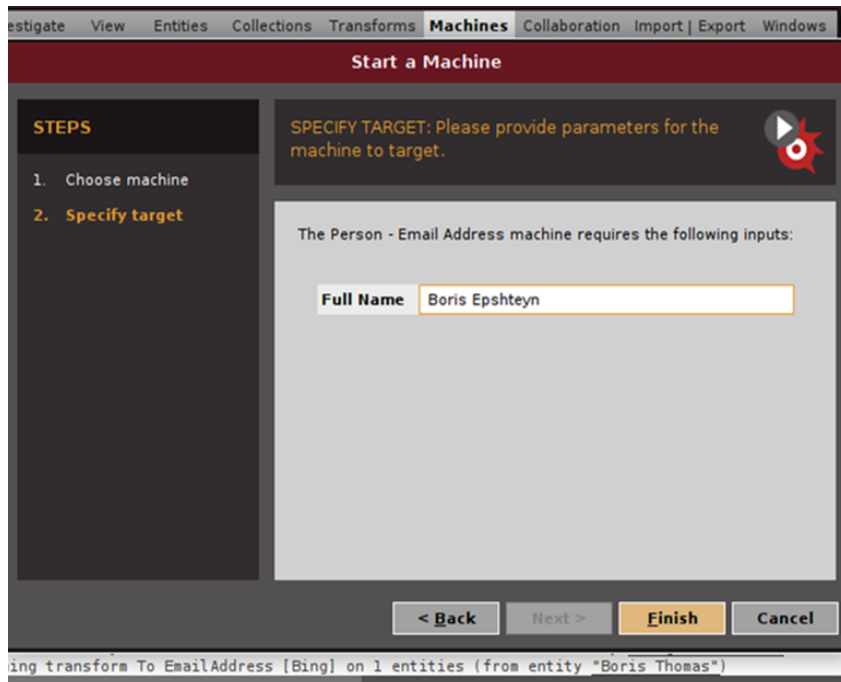 estigate View Entities Collections Transforms Machines Collaboration Import | Export Windows
Start a Machine
STEPS
1. Choose machine
2. Specify target
SPECIFY TARGET: Please provide parameters for the
machine to target.
The Person - Email Address machine requires the following inputs:
Full Name Boris Epshteyn
< Back Next > Finish Cancel
ing transform To EmailAddress [Bing] on 1 entities (from entity "Boris Thomas")